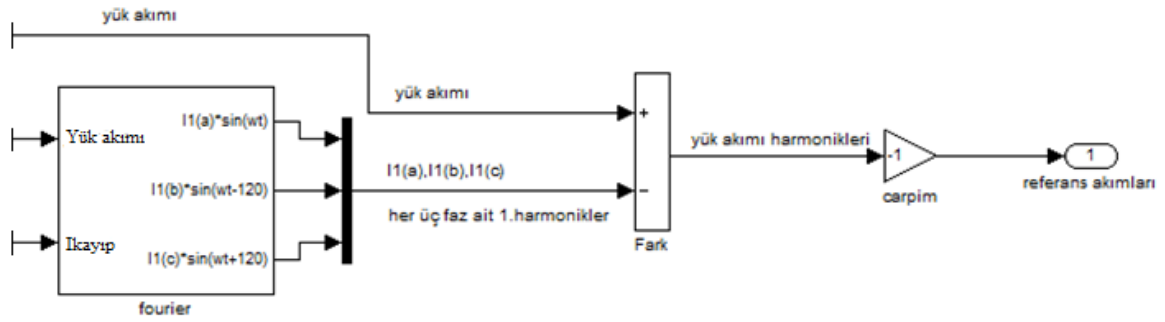 yük akımı
yük akımı
Yük akımı
Ikayıp
I1(a)*sin(wt)
I1(b)*sin(wt-120)
I1(c)*sin(wt+120)
fourier
I1(a),I1(b),I1(c)
her üç faz ait 1.harmonikler
+
−
Fark
yük akımı harmonikleri
-1
carpim
1
referans akımları